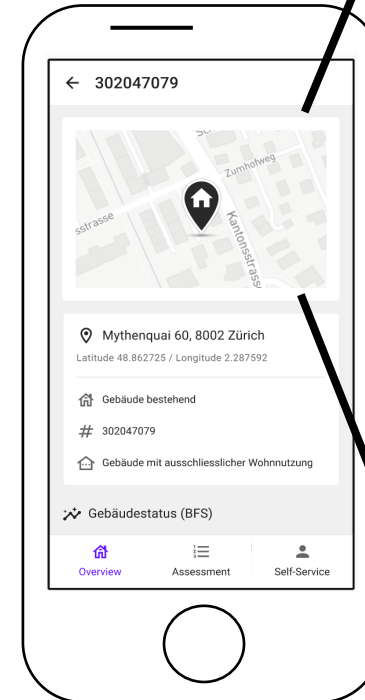 302047079
Zumhofweg
sstrasse
Kantonsstrasse
Mythenquai 60, 8002 Zürich
Latitude 48.862725 / Longitude 2.287592
Gebäude bestehend
# 302047079
Gebäude mit ausschliesslicher Wohnnutzung
Gebäudestatus (BFS)
Overview
Assessment
Self-Service